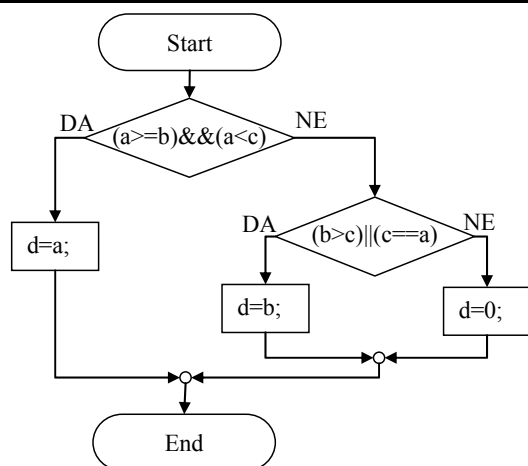 Start
DA
NE
(a>=b)&&(a<c)
DA
NE
(b>c)||(c==a)
d=a;
d=b;
d=0;
End